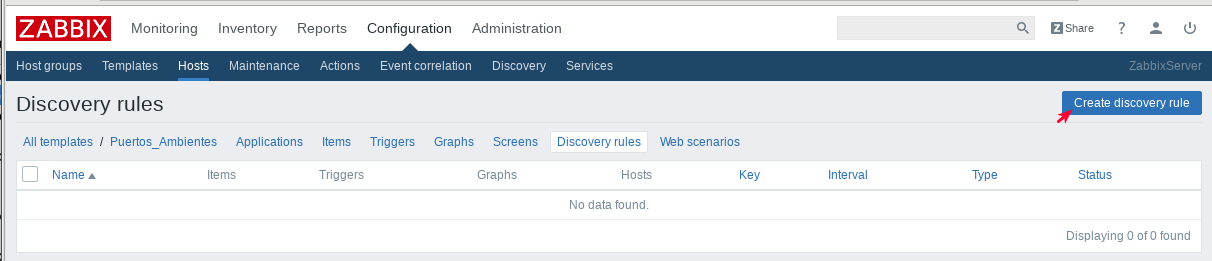 ZABBIX Monitoring Inventory Reports Configuration Administration Z Share ?
Host groups Templates Hosts Maintenance Actions Event correlation Discovery Services ZabbixServer
Discovery rules Create discovery rule
All templates / Puertos_Ambientes Applications Items Triggers Graphs Screens Discovery rules Web scenarios
Name Items Triggers Graphs Hosts Key Interval Type Status
No data found.
Displaying 0 of 0 found